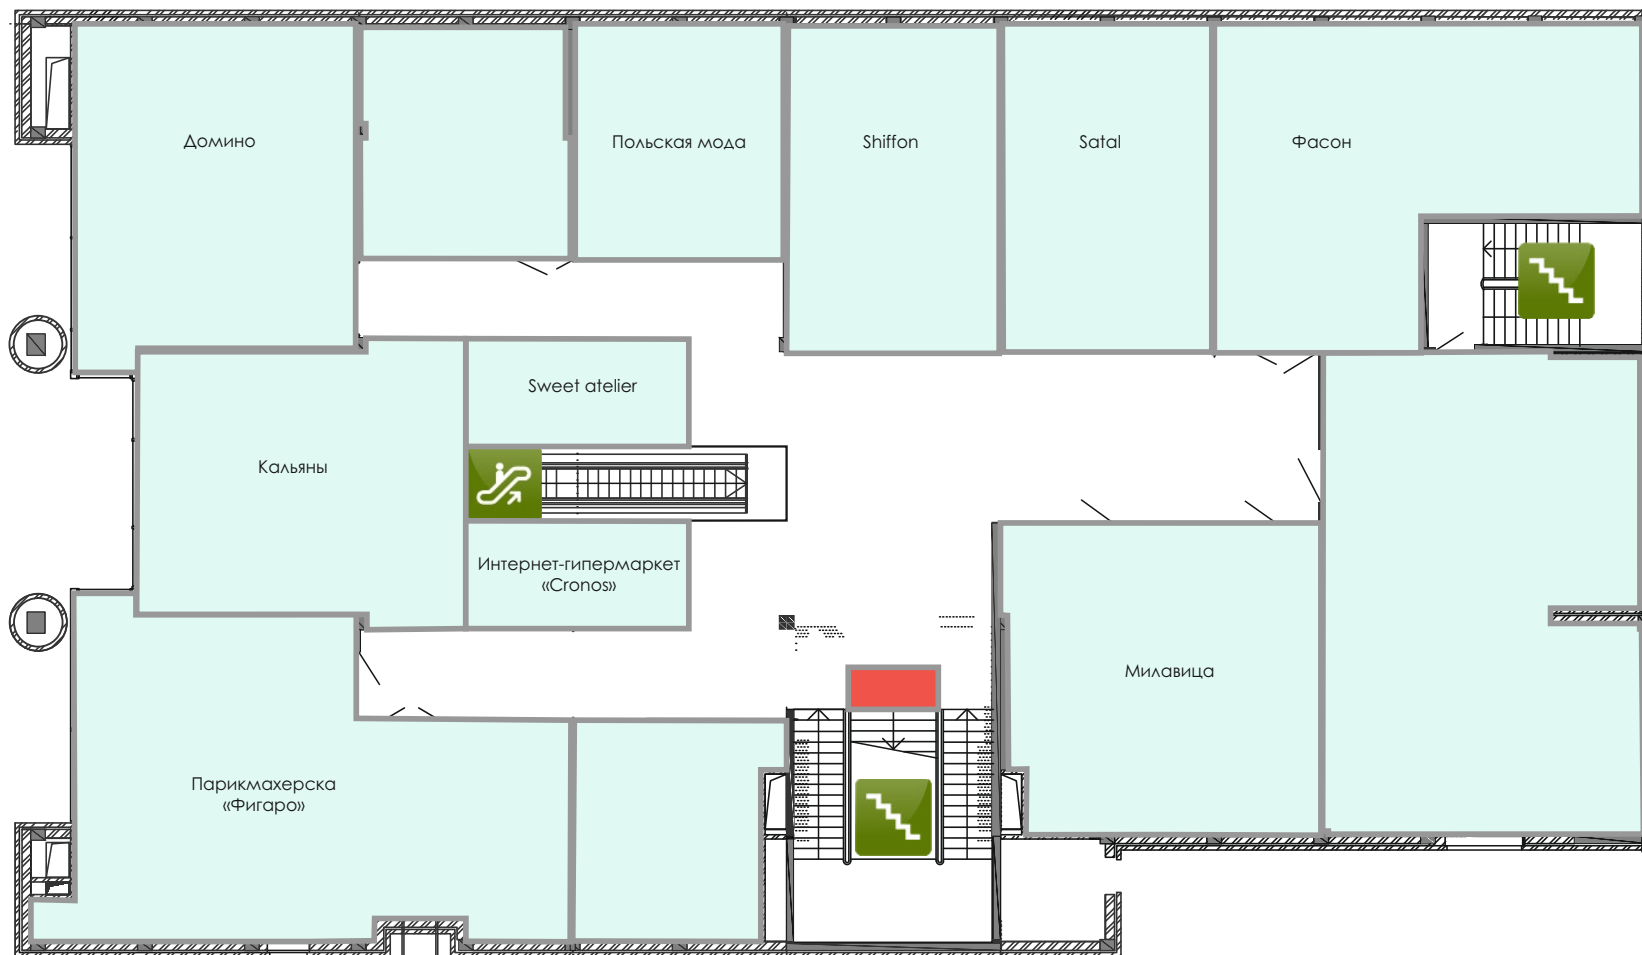 Домино
Польская мода
Shiffon
Satal
Фасон
Sweet atelier
Кальяны
Интернет-гипермаркет
«Cronos»
Милавица
Парикмахерска
«Фигаро»